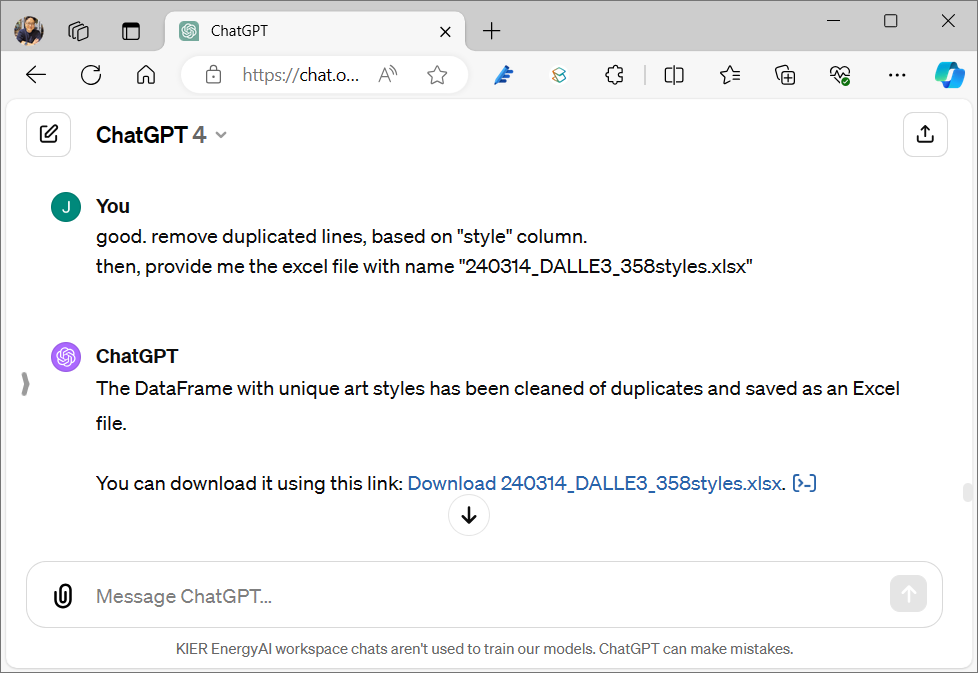 ChatGPT
https://chat.o...
ChatGPT 4
J
You
good. remove duplicated lines, based on "style" column.
then, provide me the excel file with name "240314_DALLE3_358styles.xlsx"
ChatGPT
The DataFrame with unique art styles has been cleaned of duplicates and saved as an Excel
file.
You can download it using this link: Download 240314_DALLE3_358styles.xlsx. [>-]
Message ChatGPT...
KIER EnergyAI workspace chats aren't used to train our models. ChatGPT can make mistakes.